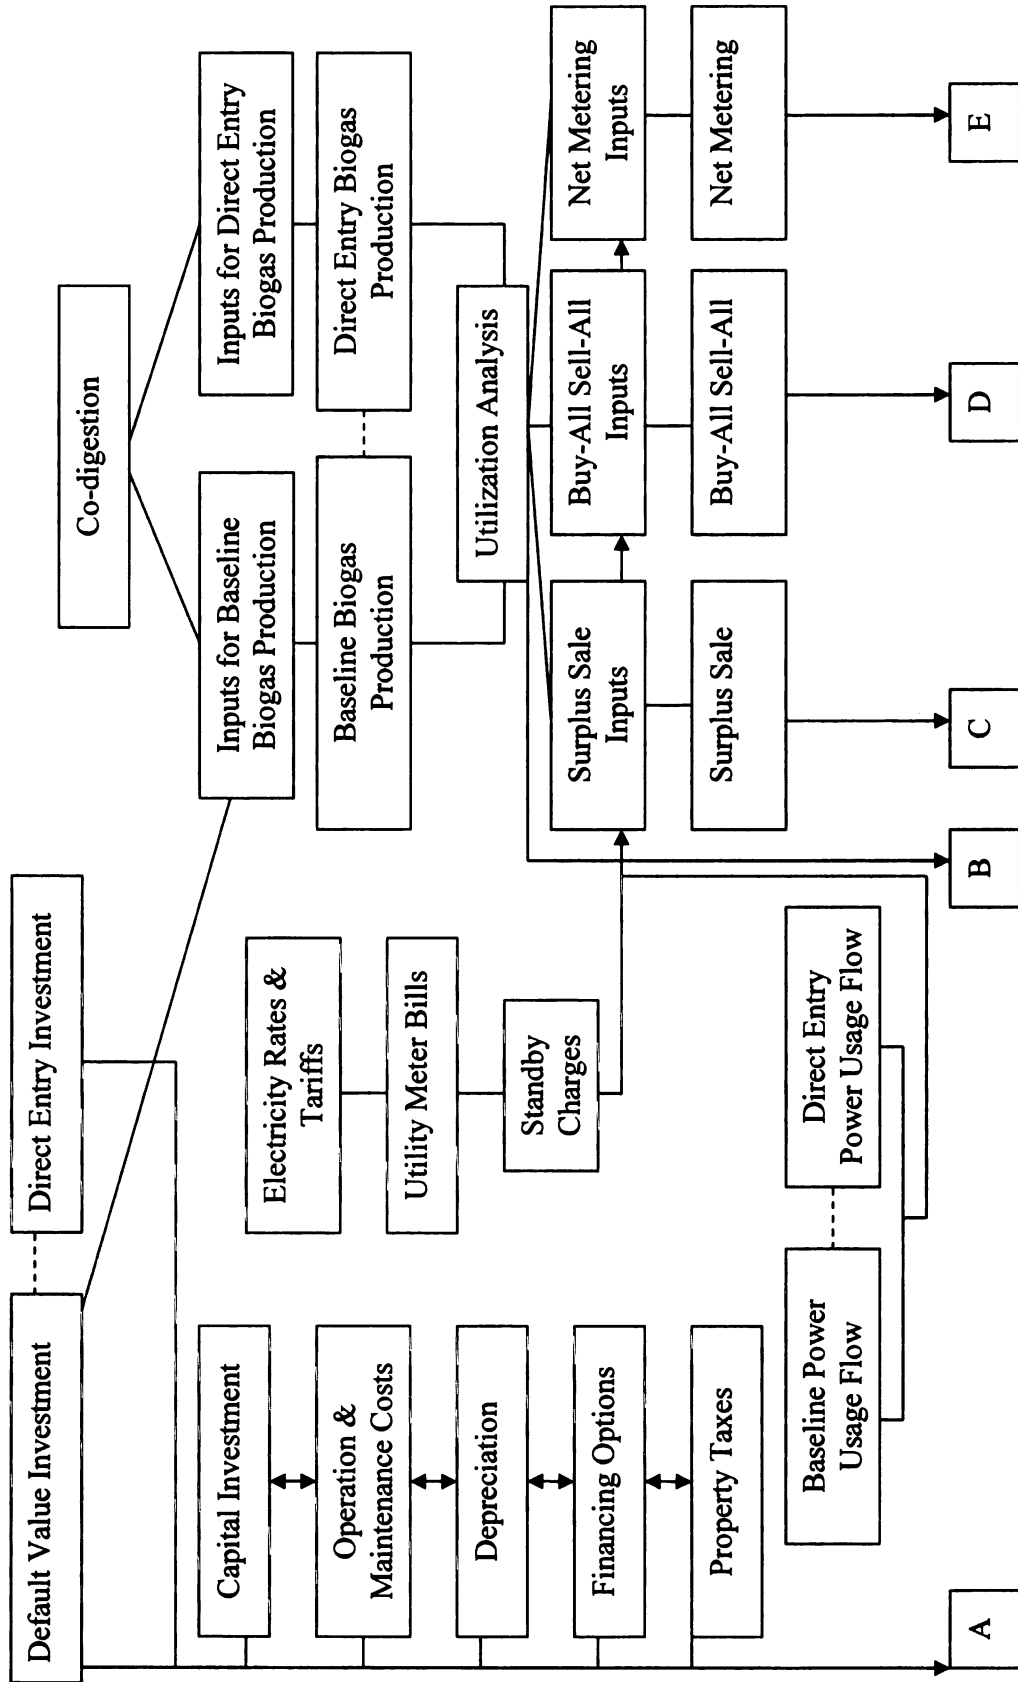 Default Value Investment
Direct Entry Investment
Co-digestion
Capital Investment
Operation &
Maintenance Costs
Depreciation
Financing Options
Property Taxes
Electricity Rates &
Tariffs
Utility Meter Bills
Standby
Charges
Inputs for Baseline
Biogas Production
Inputs for Direct Entry
Biogas Production
Baseline Biogas
Production
Direct Entry Biogas
Production
Utilization Analysis
Surplus Sale
Inputs
Buy-All Sell-All
Inputs
Net Metering
Inputs
Surplus Sale
Buy-All Sell-All
Net Metering
Baseline Power
Usage Flow
Direct Entry
Power Usage Flow
A
B
C
D
E